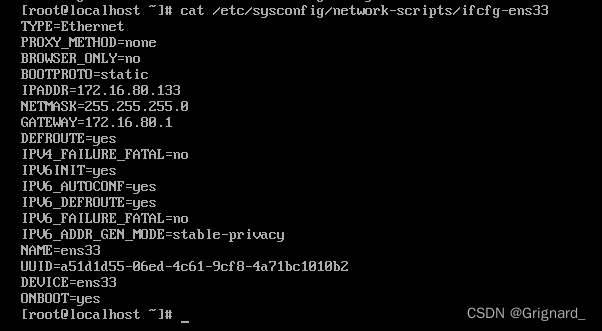 [root@localhost ~]# cat /etc/sysconfig/network-scripts/ifcfg-ens33
TYPE=Ethernet
PROXY_METHOD=none
BROWSER_ONLY=no
BOOTPROTO=static
IPADDR=172.16.80.133
NETMASK=255.255.255.0
GATEWAY=172.16.80.1
DEFROUTE=yes
IPV4_FAILURE_FATAL=no
IPV6INIT=yes
IPV6_AUTOCONF=yes
IPV6_DEFROUTE=yes
IPV6_FAILURE_FATAL=no
IPV6_ADDR_GEN_MODE=stable-privacy
NAME=ens33
UUID=a51d1d55-06ed-4c61-9cf8-4a71bc1010b2
DEVICE=ens33
ONBOOT=yes
[root@localhost ~]# _
CSDN @Grignard_